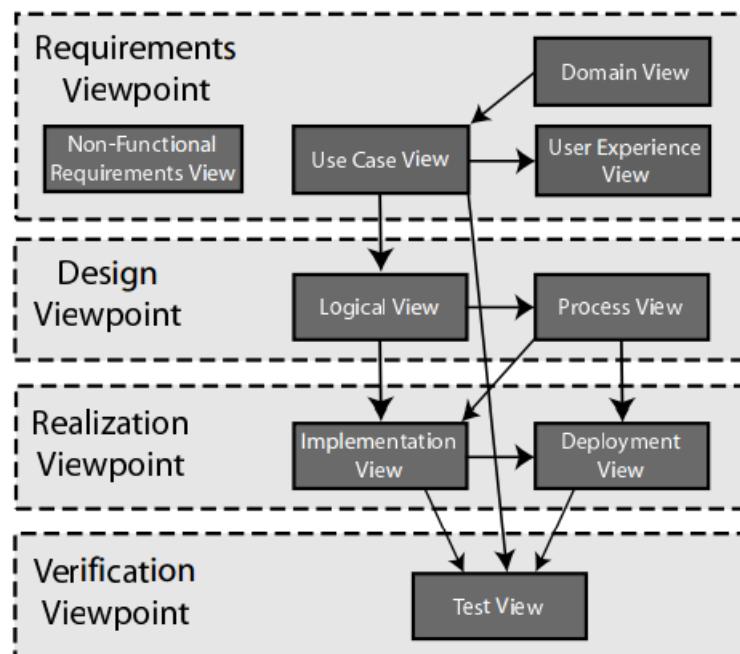 Requirements
Viewpoint
Domain View
Non-Functional
Requirements View
Use Case View
User Experience
View
Design
Viewpoint
Logical View
Process View
Realization
Viewpoint
Implementation
View
Deployment
View
Verification
Viewpoint
Test View